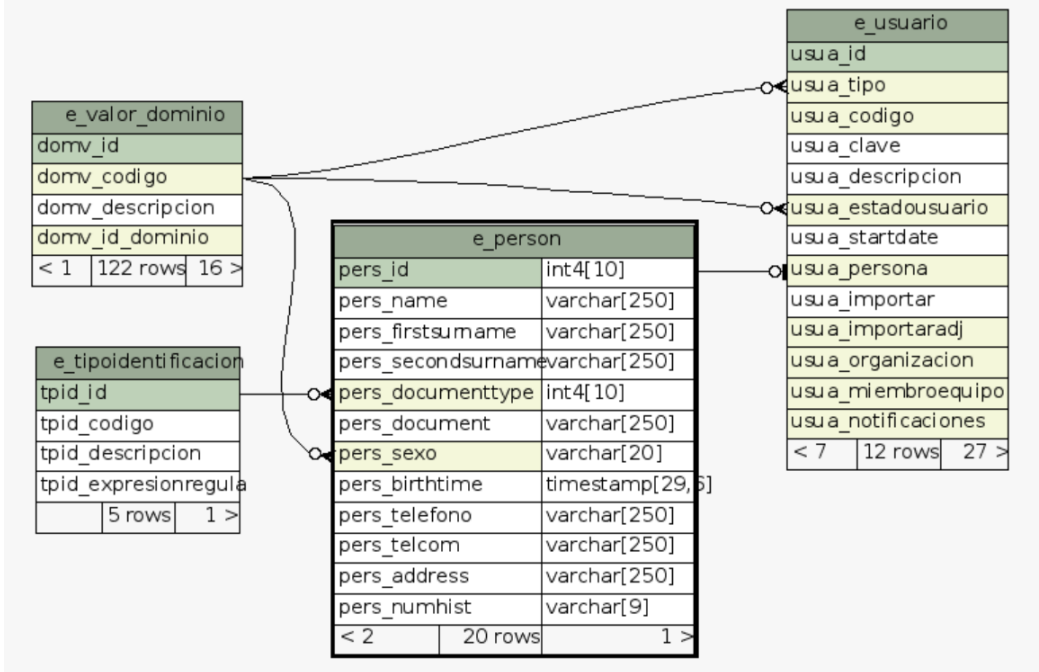 e_usuario
usua_id
usua_tipo
usua_codigo
usua_clave
usua_descripcion
usua_estadousuario
usua_startdate
usua_persona
usua_importar
usua_importaradj
usua_organizacion
usua_miembroequipo
usua_notificaciones
< 7 12 rows 27 >
e_valor_dominio
domv_id
domv_codigo
domv_descripcion
domv_id_dominio
< 1 122 rows 16 >
e_person
pers_id int4[10]
pers_name varchar[250]
pers_firstsurname varchar[250]
pers_secondsurname varchar[250]
pers_documenttype int4[10]
pers_document varchar[250]
pers_sexo varchar[20]
pers_birthtime timestamp[29,6]
pers_telefono varchar[250]
pers_telcom varchar[250]
pers_address varchar[250]
pers_numhist varchar[9]
< 2 20 rows 1 >
e_tipoidentificacion
tpid_id
tpid_codigo
tpid_descripcion
tpid_expresionregula
5 rows 1 >